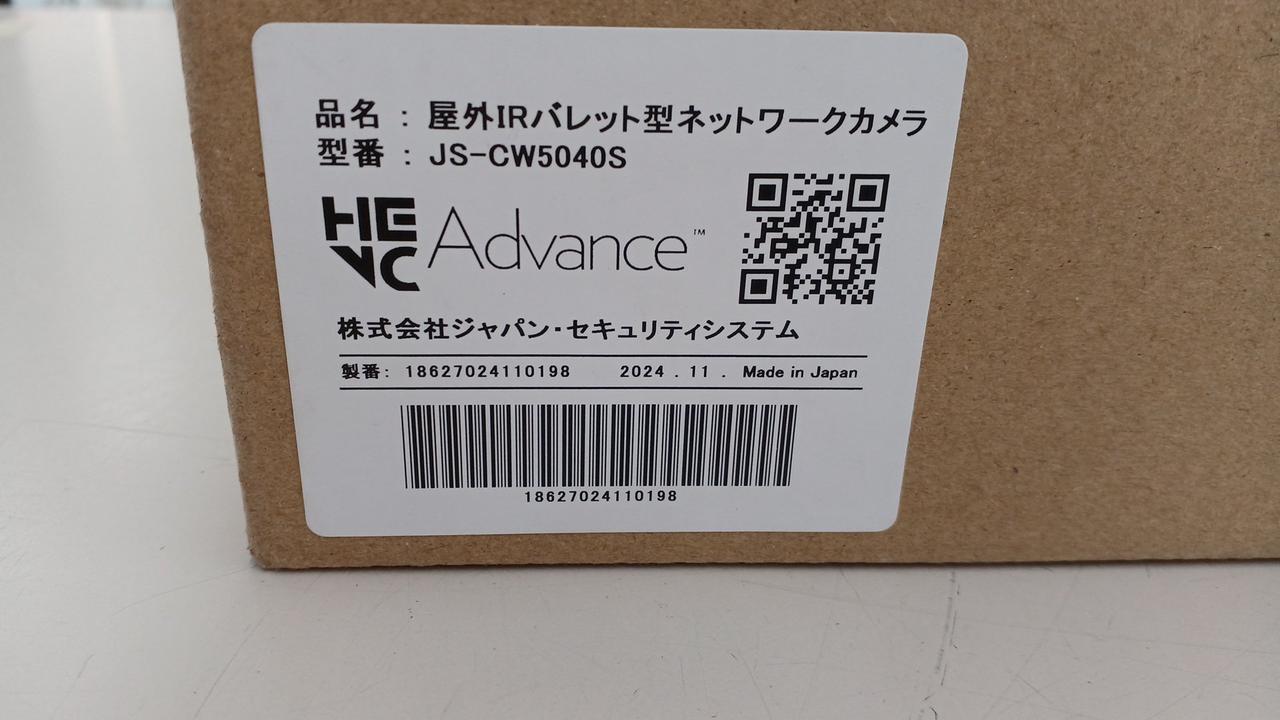 品名 : 屋外IRバレット型ネットワークカメラ
型番 : JS-CW5040S
HEVC Advance™
株式会社ジャパン・セキュリティシステム
製番: 18627024110198 2024 . 11 . Made in Japan
18627024110198